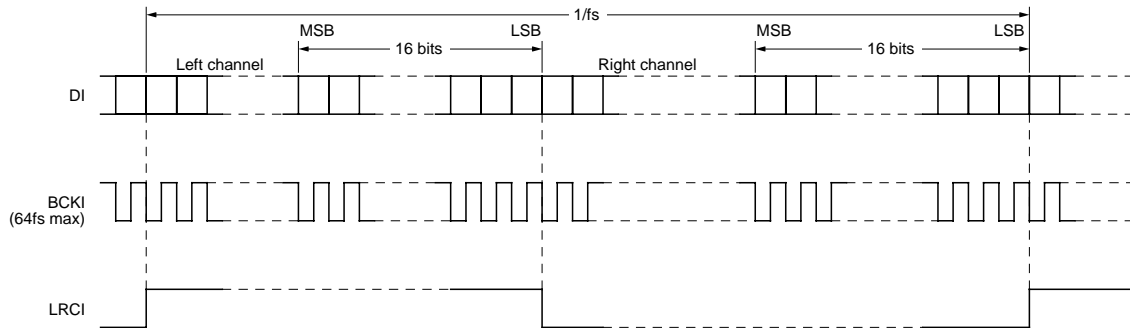 1/fs
MSB
LSB
MSB
LSB
16 bits
16 bits
Left channel
Right channel
DI
BCKI
(64fs max)
LRCI